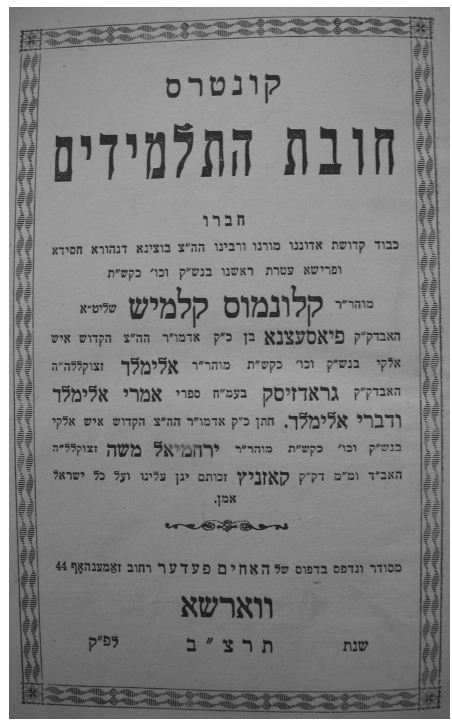 קונטרס
חובת התלמידים
חברו
כבוד קדושת אדוננו מורנו ורבינו הה"צ בוצינא דנהורא חסידא
ופרישא עטרת ראשנו בנש"ק וכו' כקש"ת
מוהר"ר קלונמוס קלמיש שליט"א
האבדק"ק פיאסעצנא בן כ"ק אדמו"ר הה"צ הקדוש איש
אלקי בנש"ק וכו' כקש"ת מוהר"ר אלימלך זצוקללה"ה
האבדק"ק גראדזיסק בעמ"ח ספרי אמרי אלימלך
ודברי אלימלך. חתן כ"ק אדמו"ר הה"צ הקדוש איש אלקי
בנש"ק וכו' כקש"ת מוהר"ר ירהמיאל משה זצוקללה"ה
האב"ד ומ"מ דק"ק קאזניץ זכותם יגן עלינו ועל כל ישראל
אמן.
מסודר ונדפס בדפוס של האחים פעדער רחוב זאמענהאָף 44
ווארשא
שנת תרצ"ב לפ"ק